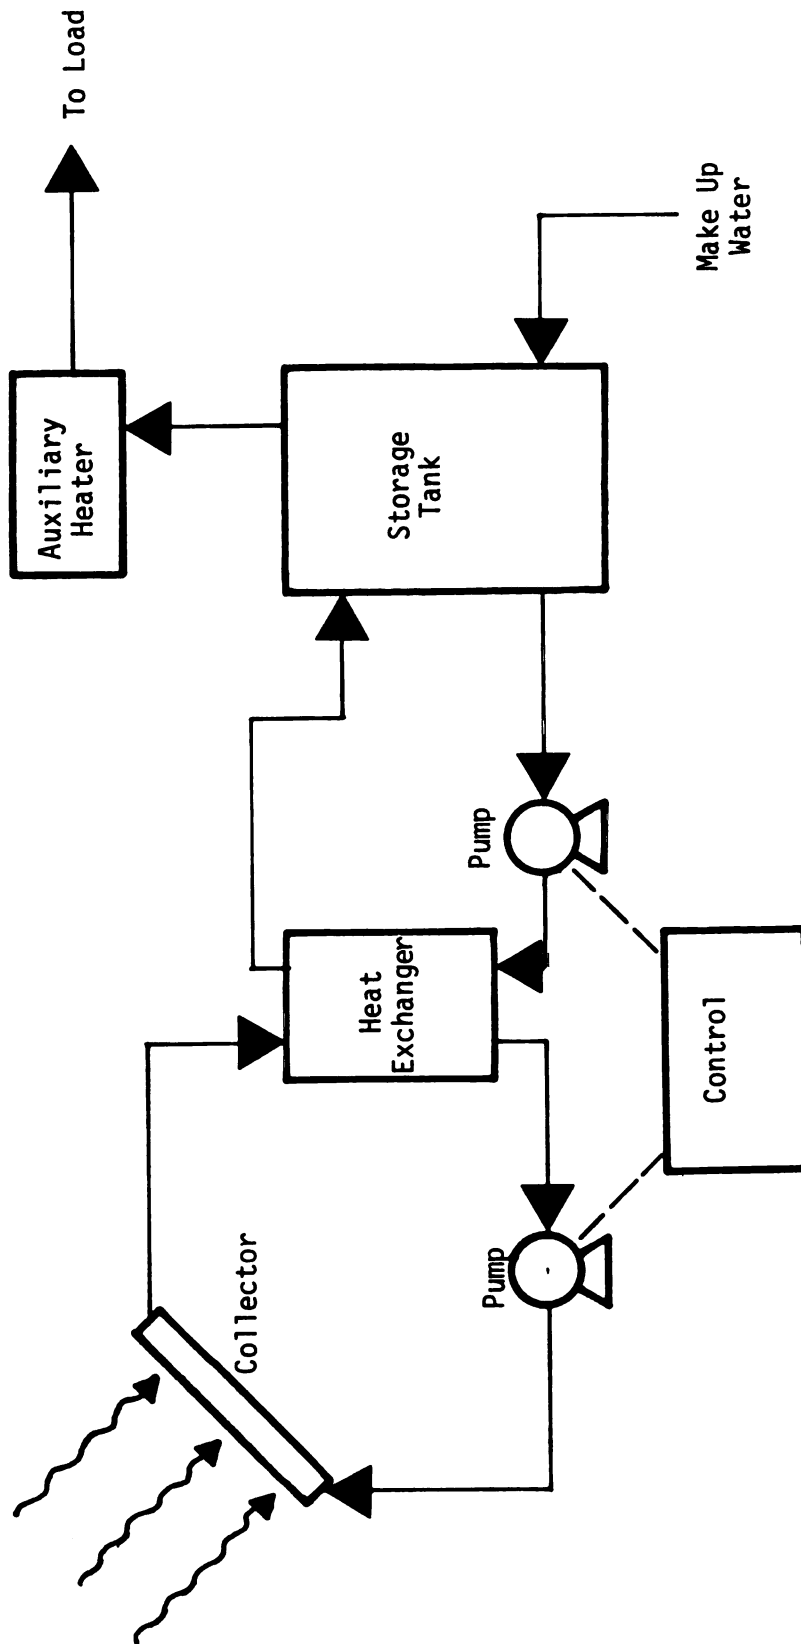 To Load
Auxiliary
Heater
Make Up
Water
Storage
Tank
Pump
Heat
Exchanger
Control
Collector
Pump